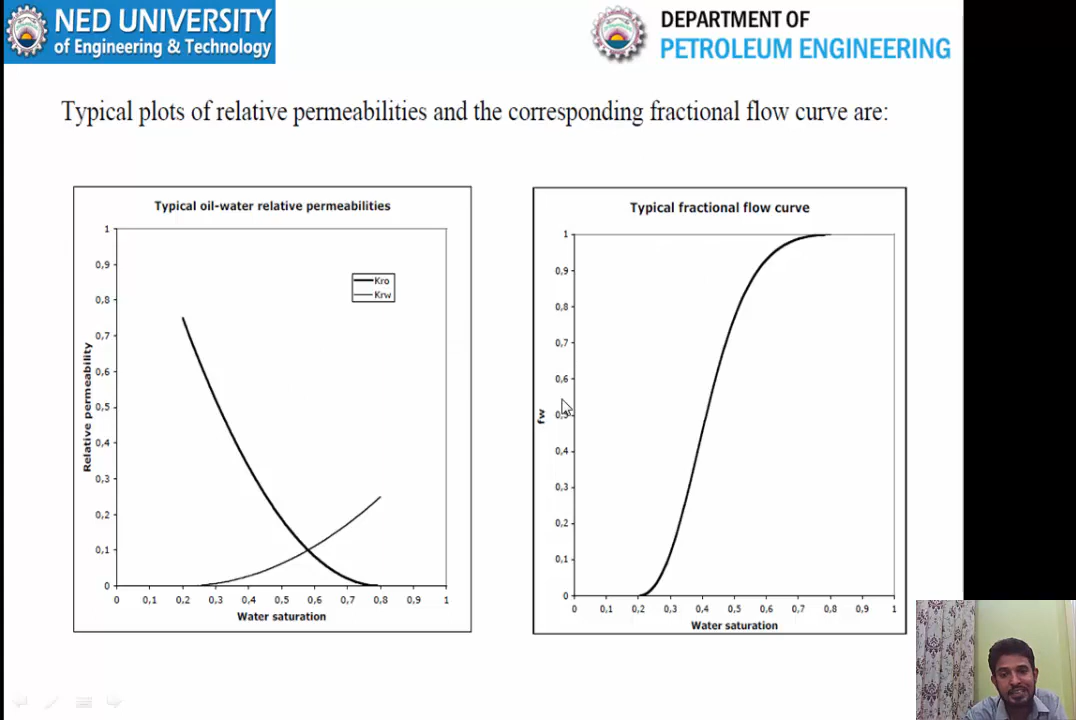 NED UNIVERSITY
of Engineering & Technology
DEPARTMENT OF
PETROLEUM ENGINEERING
Typical plots of relative permeabilities and the corresponding fractional flow curve are:
Typical oil-water relative permeabilities
1
0,9
0,8
0,7
0,6
0,5
0,4
0,3
0,2
0,1
0
Relative permeability
Kro
Krw
0 0,1 0,2 0,3 0,4 0,5 0,6 0,7 0,8 0,9 1
Water saturation
Typical fractional flow curve
1
0,9
0,8
0,7
0,6
0,5
0,4
0,3
0,2
0,1
0
fw
0 0,1 0,2 0,3 0,4 0,5 0,6 0,7 0,8 0,9 1
Water saturation